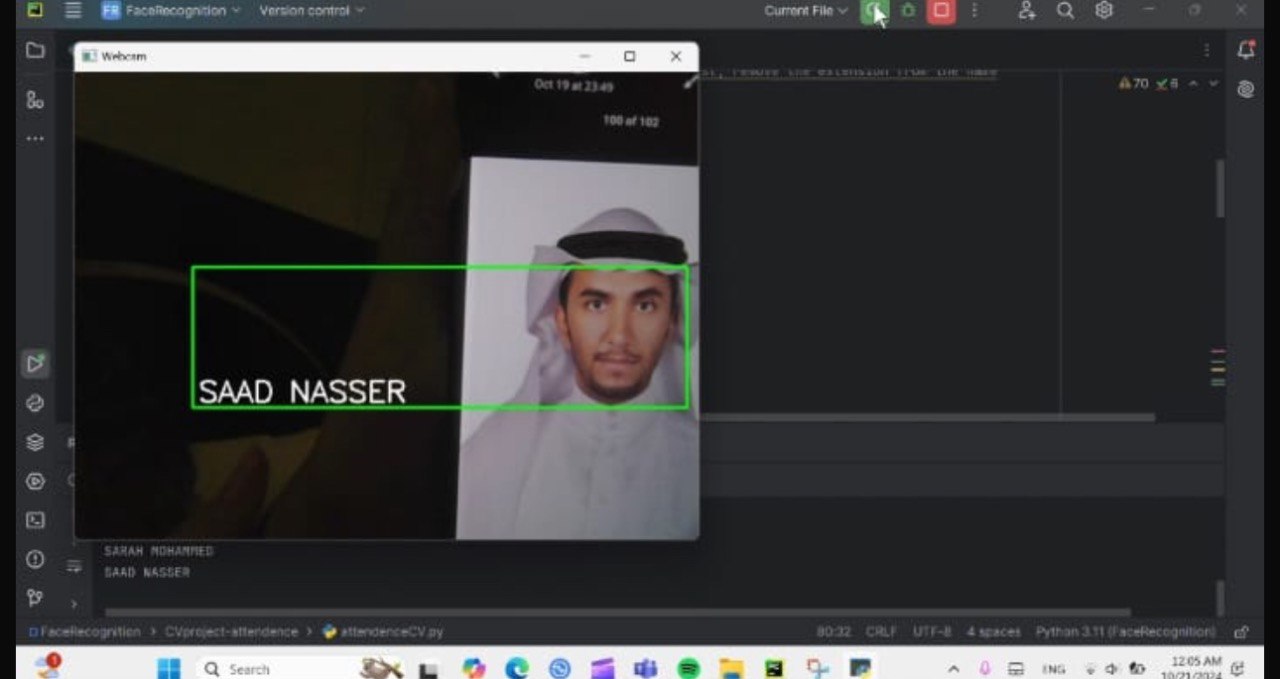 FR FaceRecognition Version control Current File
Webcam
remove the extension from the name
70 6
Oct 19 at 23:49
100 of 102
SAAD NASSER
SARAH MOHAMMED
SAAD NASSER
FaceRecognition > CVproject-attendence > attendenceCV.py 80:32 CRLF UTF-8 4 spaces Python 3.11 (FaceRecognition)
1 Search ENG 12:05 AM
10/21/2024